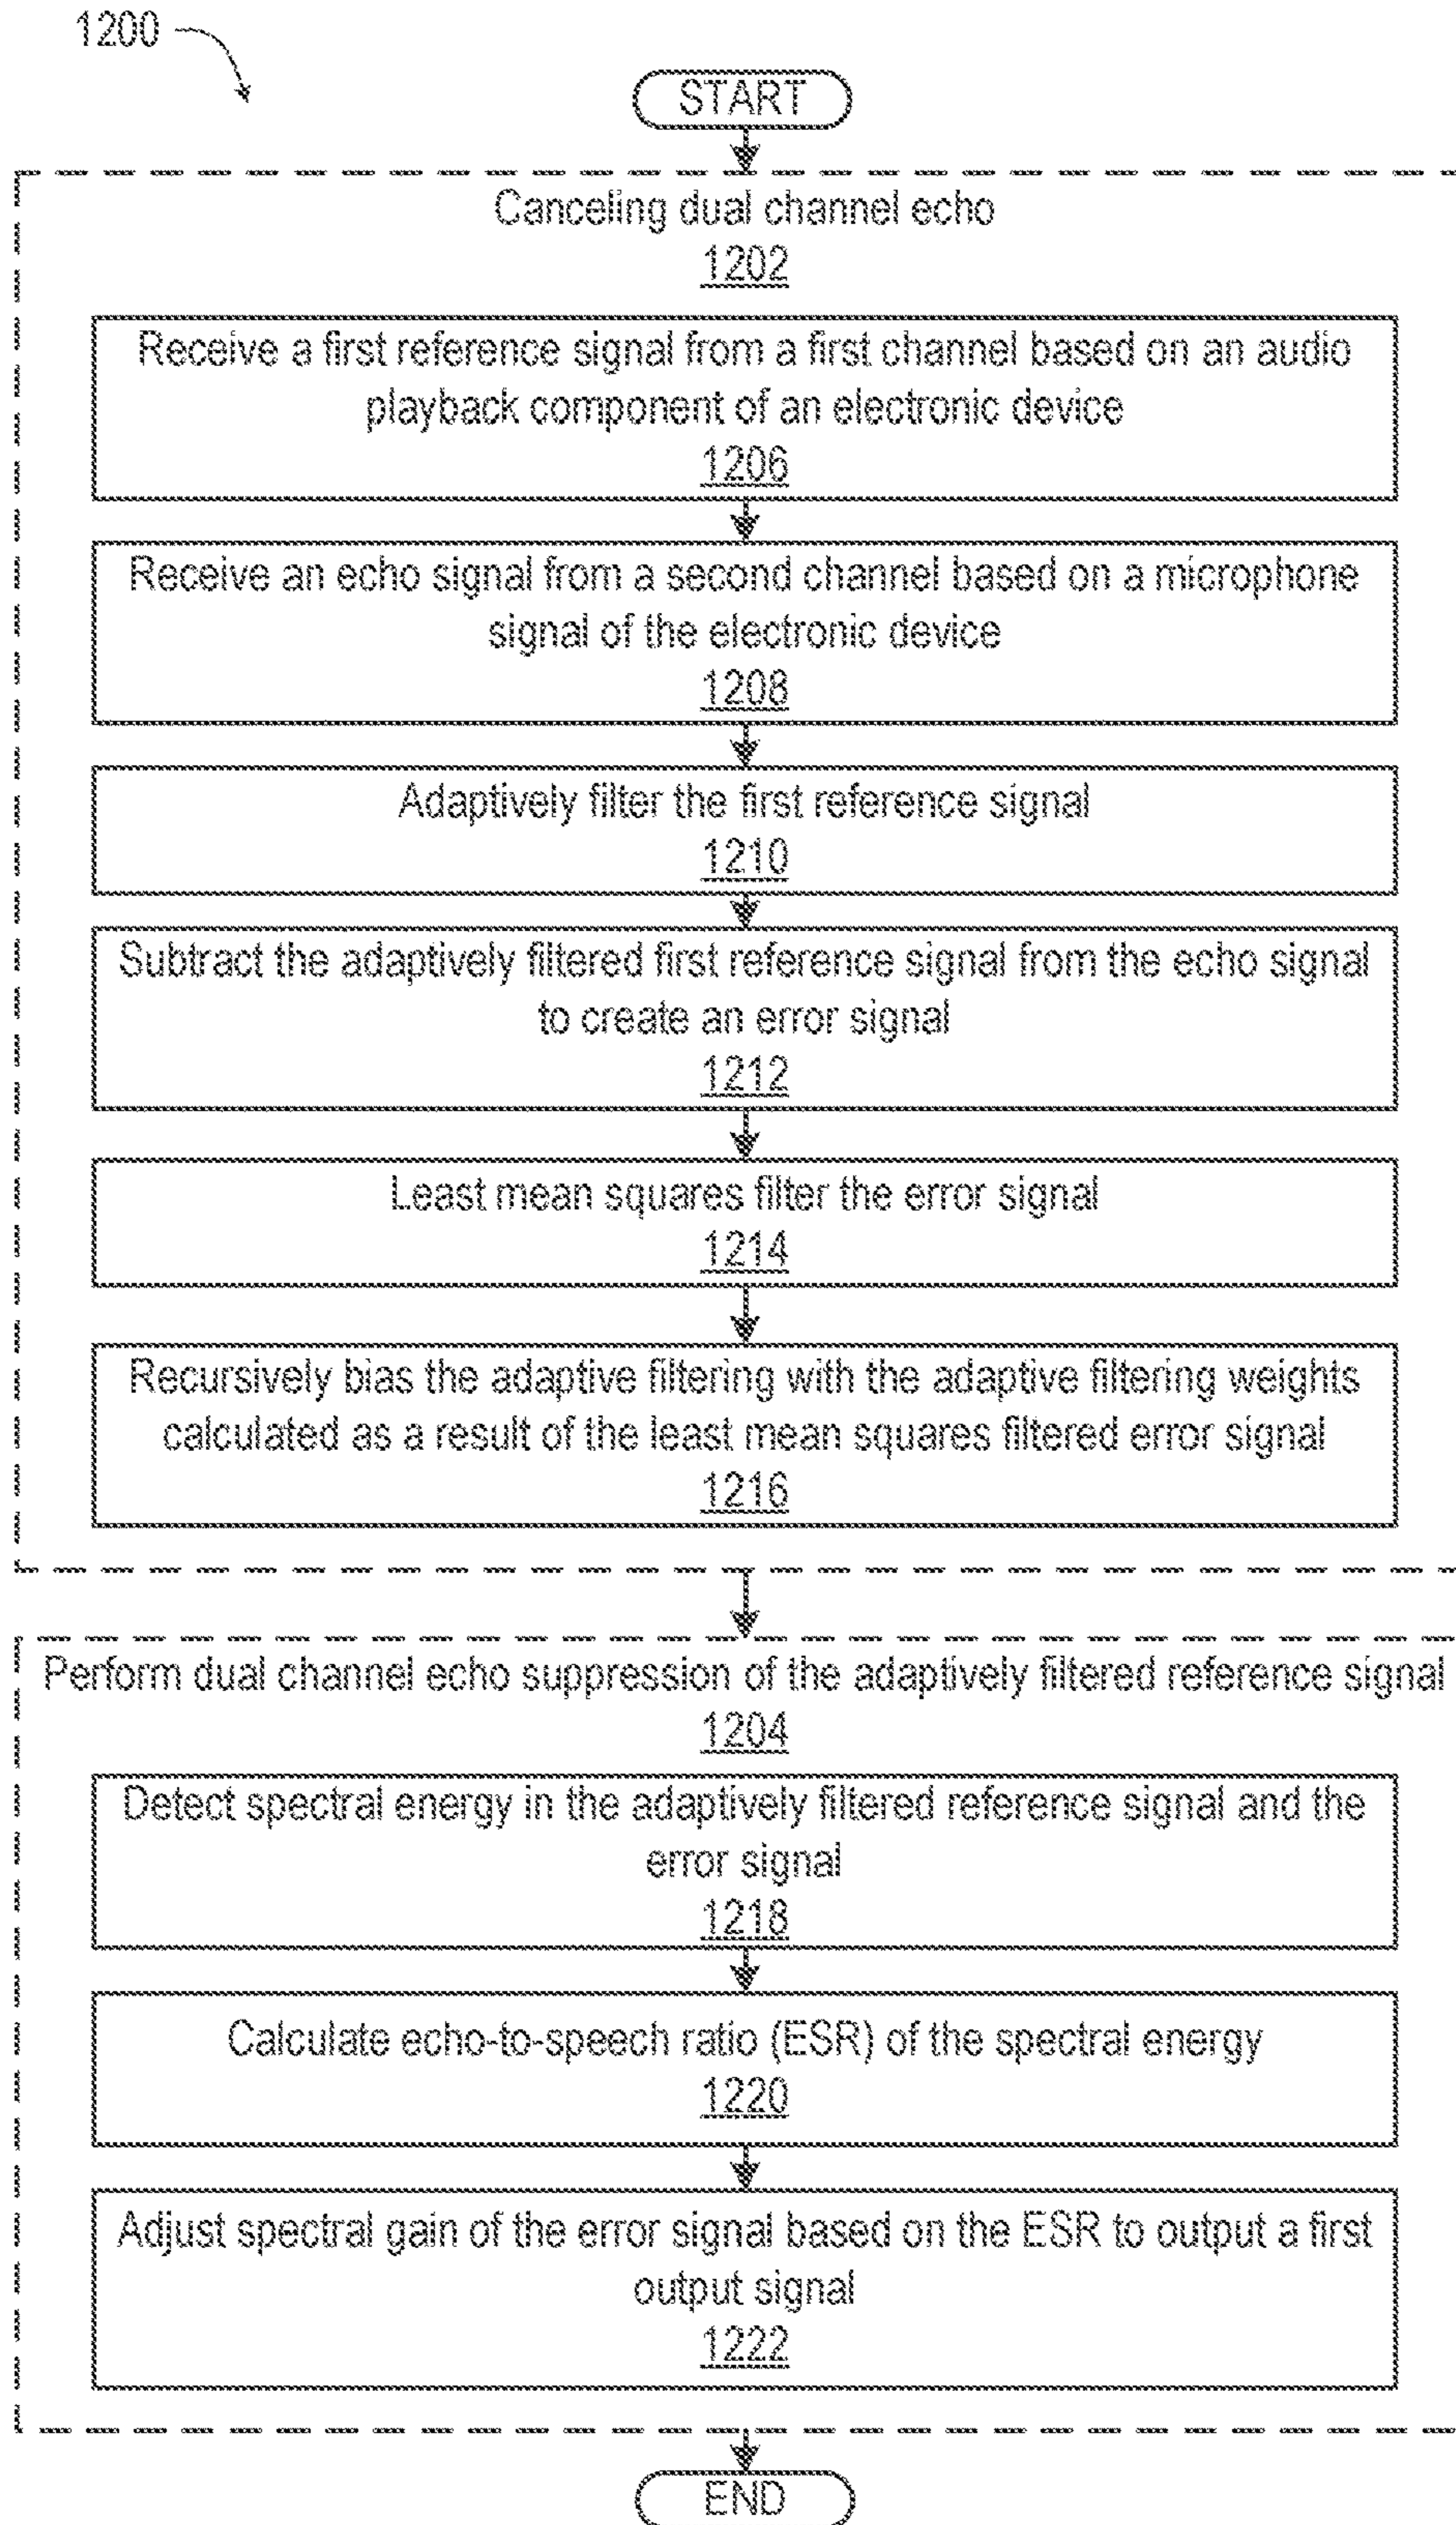 1200
START
Canceling dual channel echo
1202
Receive a first reference signal from a first channel based on an audio
playback component of an electronic device
1206
Receive an echo signal from a second channel based on a microphone
signal of the electronic device
1208
Adaptively filter the first reference signal
1210
Subtract the adaptively filtered first reference signal from the echo signal
to create an error signal
1212
Least mean squares filter the error signal
1214
Recursively bias the adaptive filtering with the adaptive filtering weights
calculated as a result of the least mean squares filtered error signal
1216
Perform dual channel echo suppression of the adaptively filtered reference signal
1204
Detect spectral energy in the adaptively filtered reference signal and the
error signal
1218
Calculate echo-to-speech ratio (ESR) of the spectral energy
1220
Adjust spectral gain of the error signal based on the ESR to output a first
output signal
1222
END